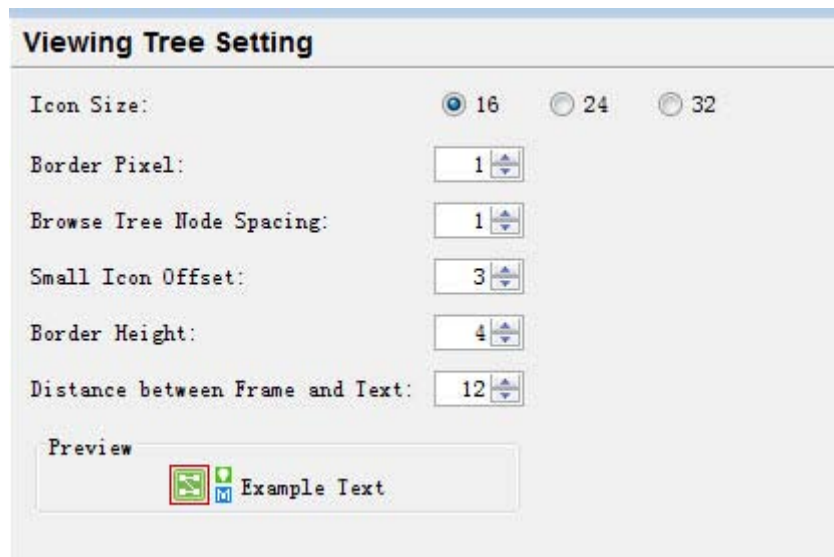 Viewing Tree Setting
Icon Size: 16 24 32
Border Pixel: 1
Browse Tree Node Spacing: 1
Small Icon Offset: 3
Border Height: 4
Distance between Frame and Text: 12
Preview
M Example Text